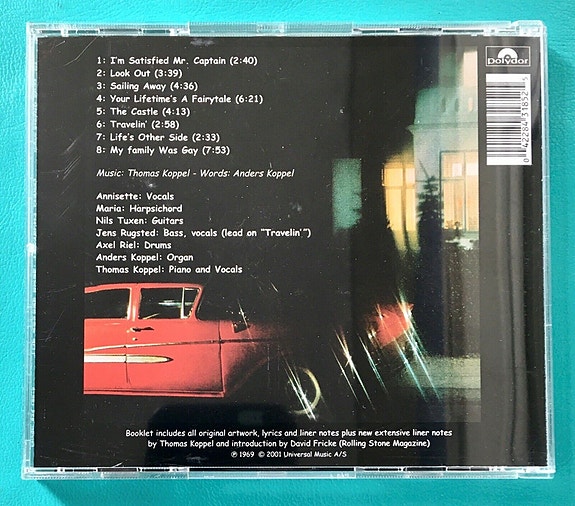 1: I'm Satisfied Mr. Captain (2:40)
2: Look Out (3:39)
3: Sailing Away (4:36)
4: Your Lifetime's A Fairytale (6:21)
5: The Castle (4:13)
6: Travelin' (2:58)
7: Life's Other Side (2:33)
8: My family Was Gay (7:53)
Music: Thomas Koppel - Words: Anders Koppel
Annisette: Vocals
Maria: Harpsichord
Nils Tuxen: Guitars
Jens Rugsted: Bass, vocals (lead on "Travelin'")
Axel Riel: Drums
Anders Koppel: Organ
Thomas Koppel: Piano and Vocals
Polydor
0 42284 31852 5
Booklet includes all original artwork, lyrics and liner notes plus new extensive liner notes
by Thomas Koppel and introduction by David Fricke (Rolling Stone Magazine)
℗ 1969 © 2001 Universal Music A/S